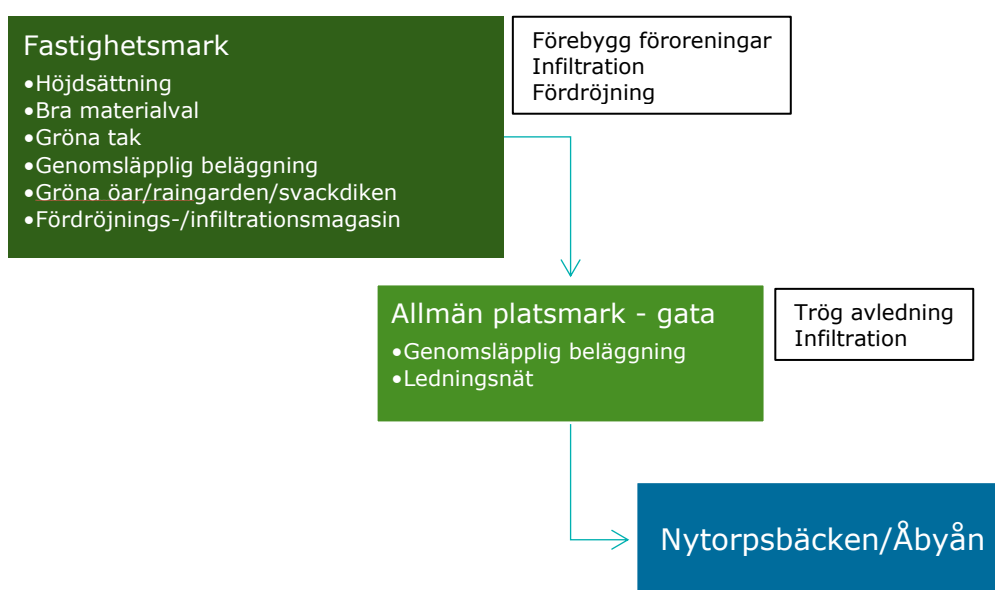 Fastighetsmark
•Höjdsättning
•Bra materialval
•Gröna tak
•Genomsläpplig beläggning
•Gröna öar/raingarden/svackdiken
•Fördröjnings-/infiltrationsmagasin
Förebygg föroreningar
Infiltration
Fördröjning
Allmän platsmark - gata
•Genomsläpplig beläggning
•Ledningsnät
Trög avledning
Infiltration
Nytorpsbäcken/Åbyån